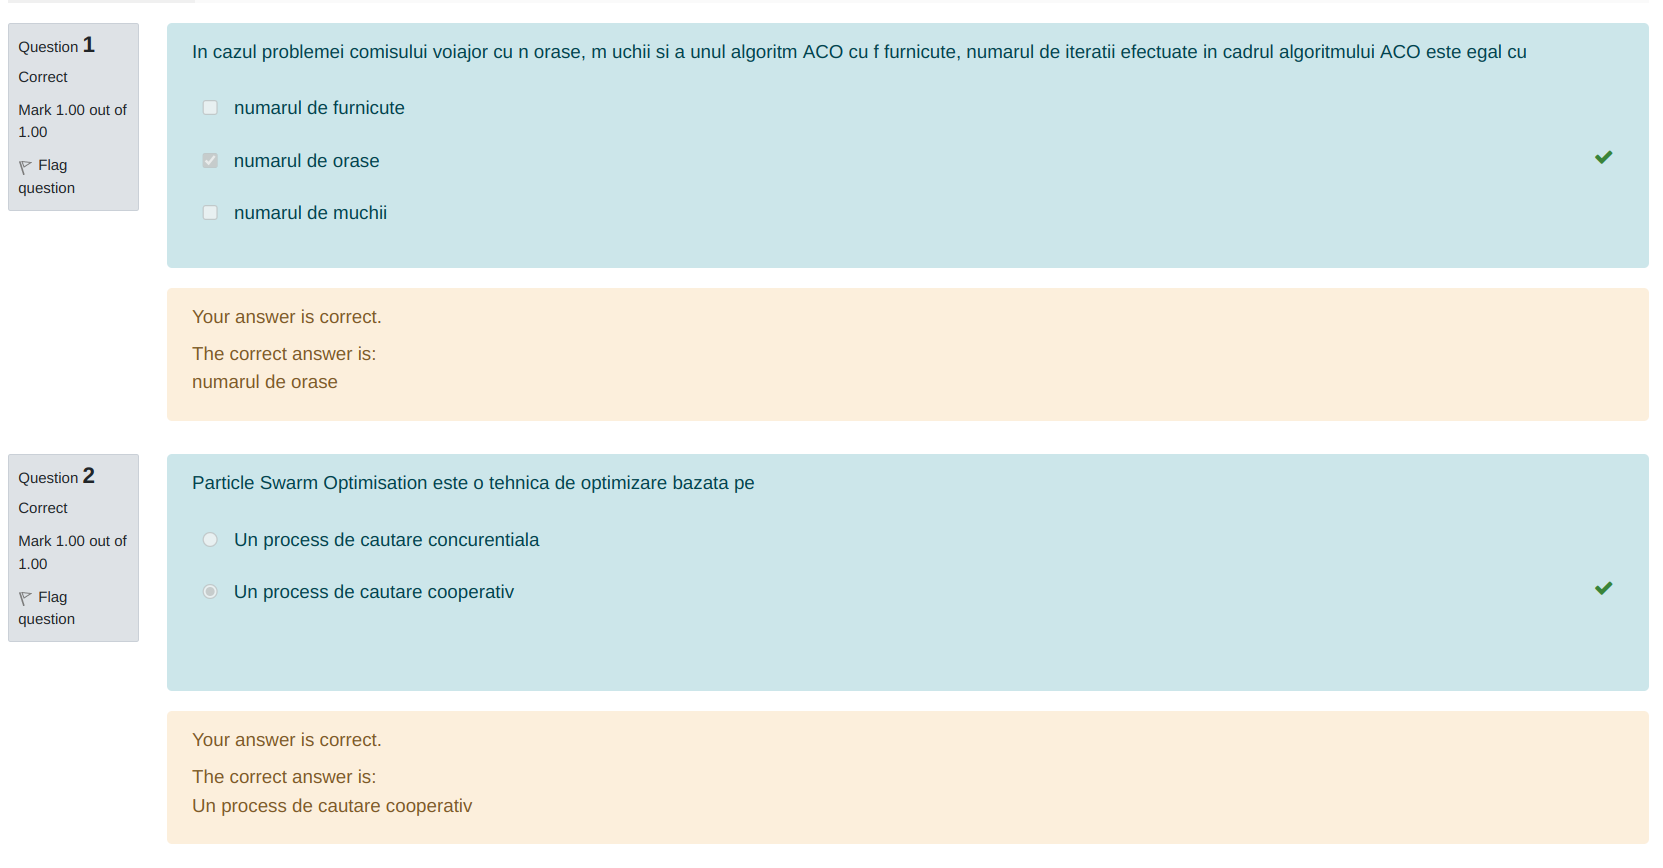 Question 1
Correct
Mark 1.00 out of
1.00
Flag
question
In cazul problemei comisului voiajor cu n orase, m uchii si a unul algoritm ACO cu f furnicute, numarul de iteratii efectuate in cadrul algoritmului ACO este egal cu
numarul de furnicute
numarul de orase
numarul de muchii
Your answer is correct.
The correct answer is:
numarul de orase
Question 2
Correct
Mark 1.00 out of
1.00
Flag
question
Particle Swarm Optimisation este o tehnica de optimizare bazata pe
Un process de cautare concurentiala
Un process de cautare cooperativ
Your answer is correct.
The correct answer is:
Un process de cautare cooperativ